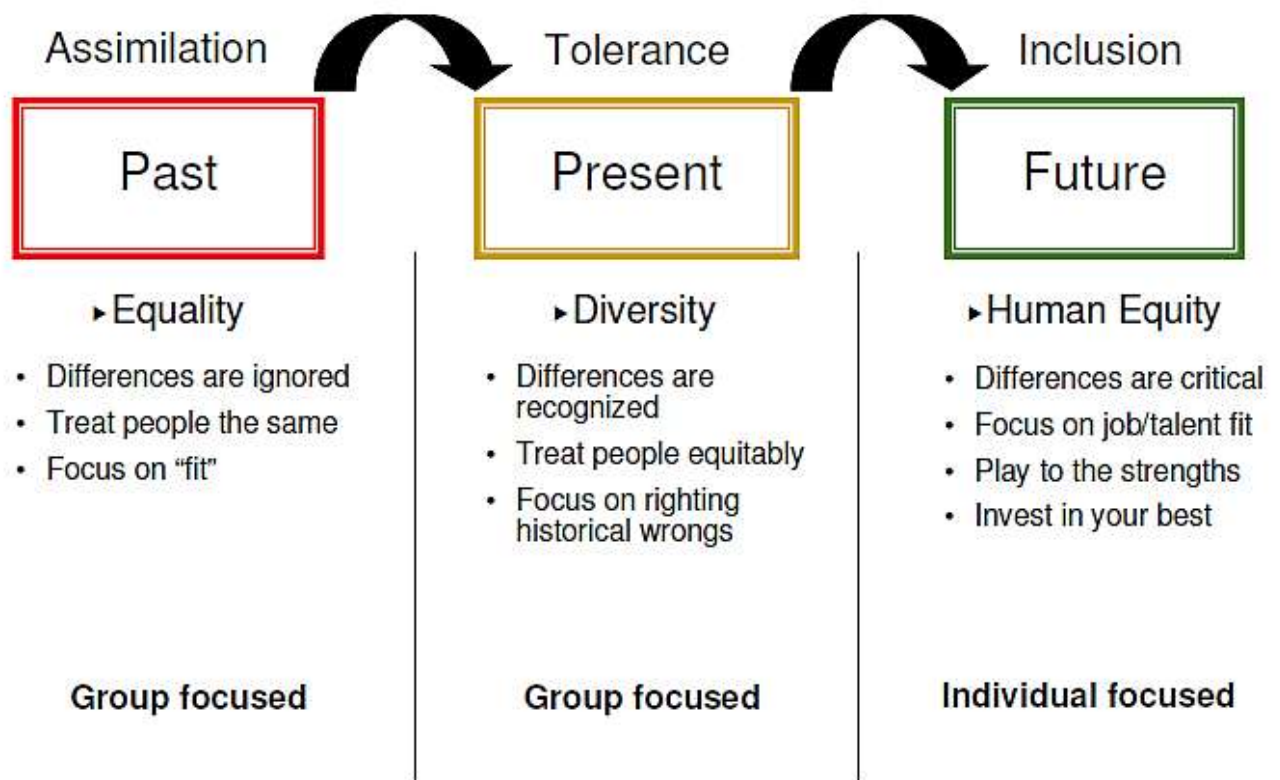 Assimilation
Past
▸Equality
• Differences are ignored
• Treat people the same
• Focus on “fit”
Group focused
Tolerance
Present
▸Diversity
• Differences are
recognized
• Treat people equitably
• Focus on righting
historical wrongs
Group focused
Inclusion
Future
▸Human Equity
• Differences are critical
• Focus on job/talent fit
• Play to the strengths
• Invest in your best
Individual focused